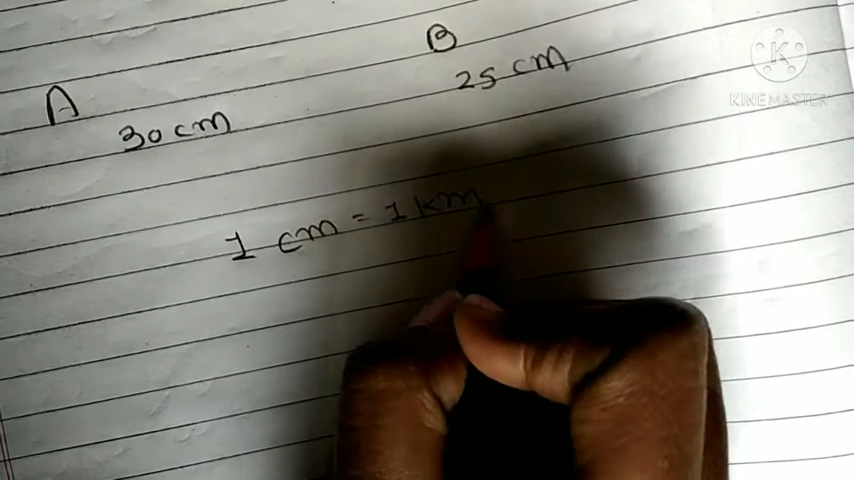 A
30 cm
B
25 cm
1 cm = 1 km
K
KINEMASTER